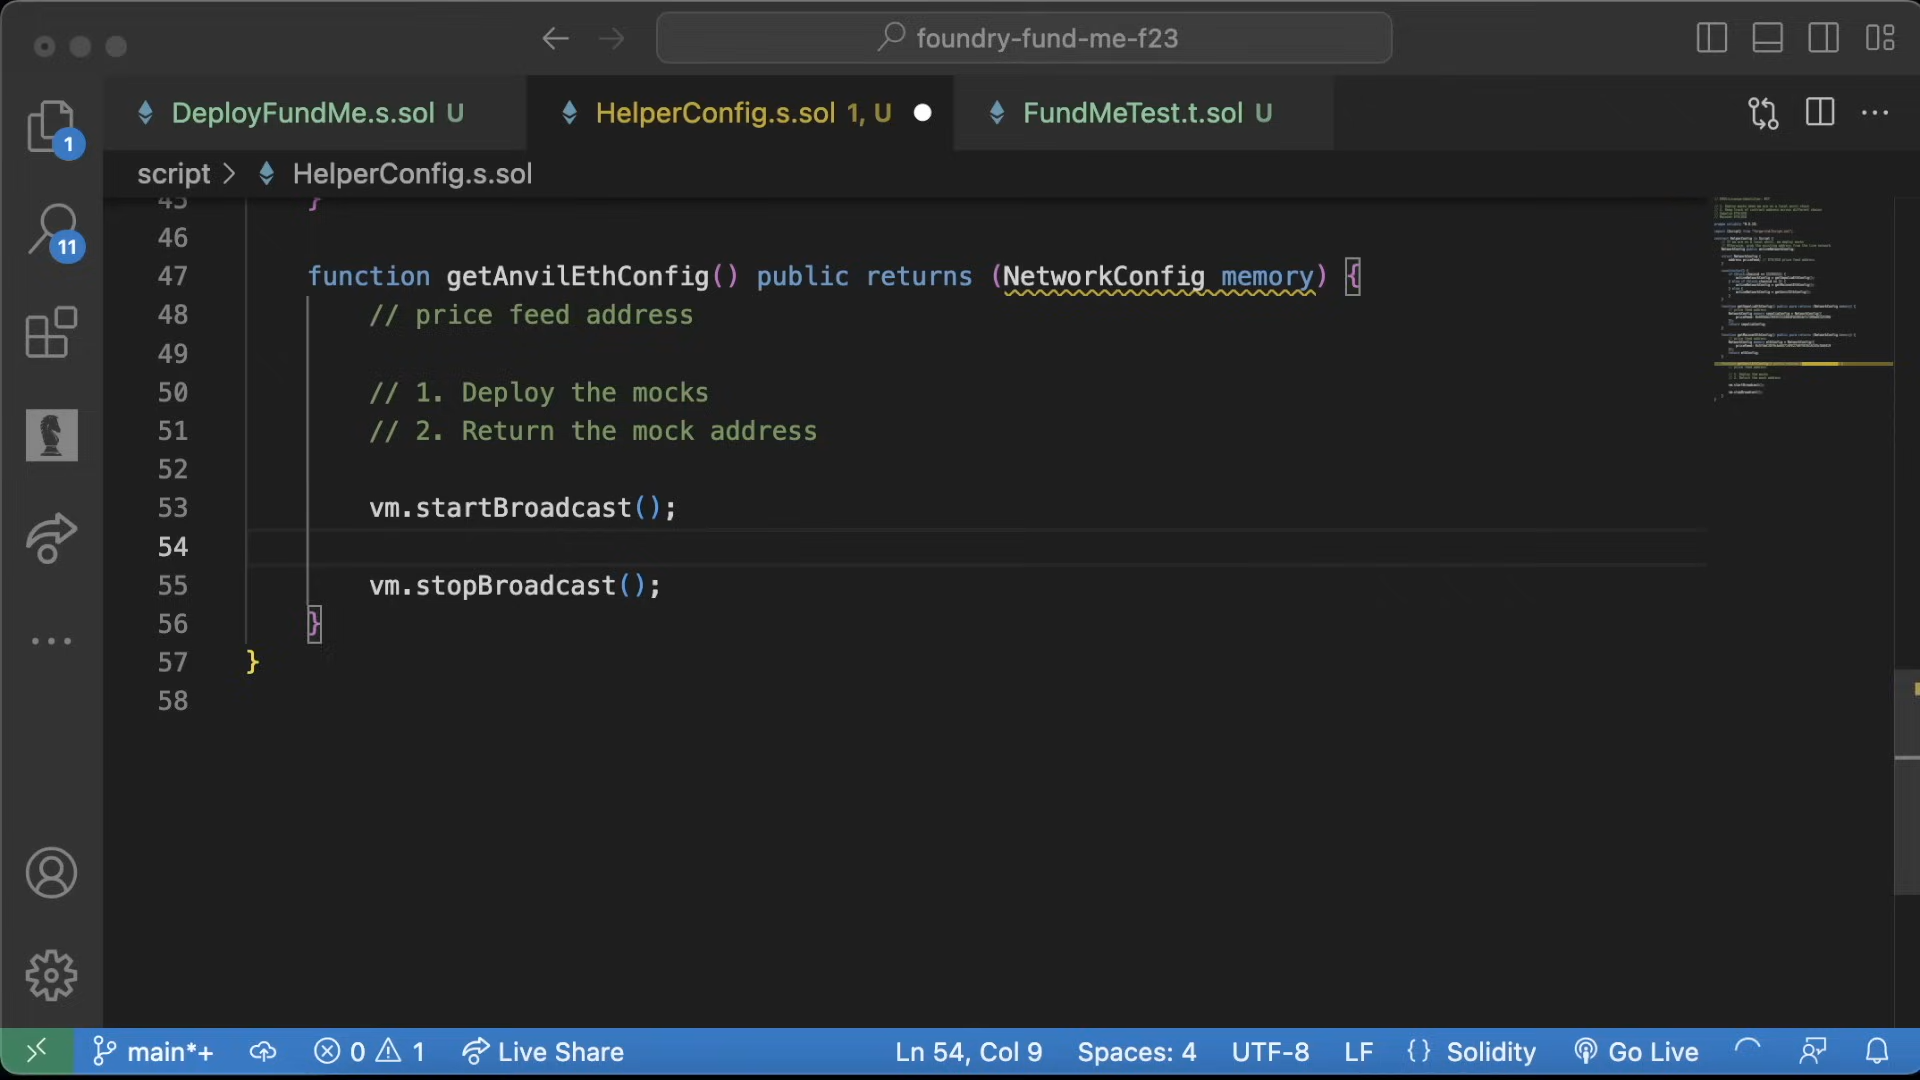 foundry-fund-me-f23
DeployFundMe.s.sol U
HelperConfig.s.sol 1, U
FundMeTest.t.sol U
1
script > HelperConfig.s.sol
11
45 }
46
47 function getAnvilEthConfig() public returns (NetworkConfig memory) {
48 // price feed address
49
50 // 1. Deploy the mocks
51 // 2. Return the mock address
52
53 vm.startBroadcast();
54
55 vm.stopBroadcast();
56 }
57 }
58
main*+ 0 1 Live Share Ln 54, Col 9 Spaces: 4 UTF-8 LF {} Solidity Go Live